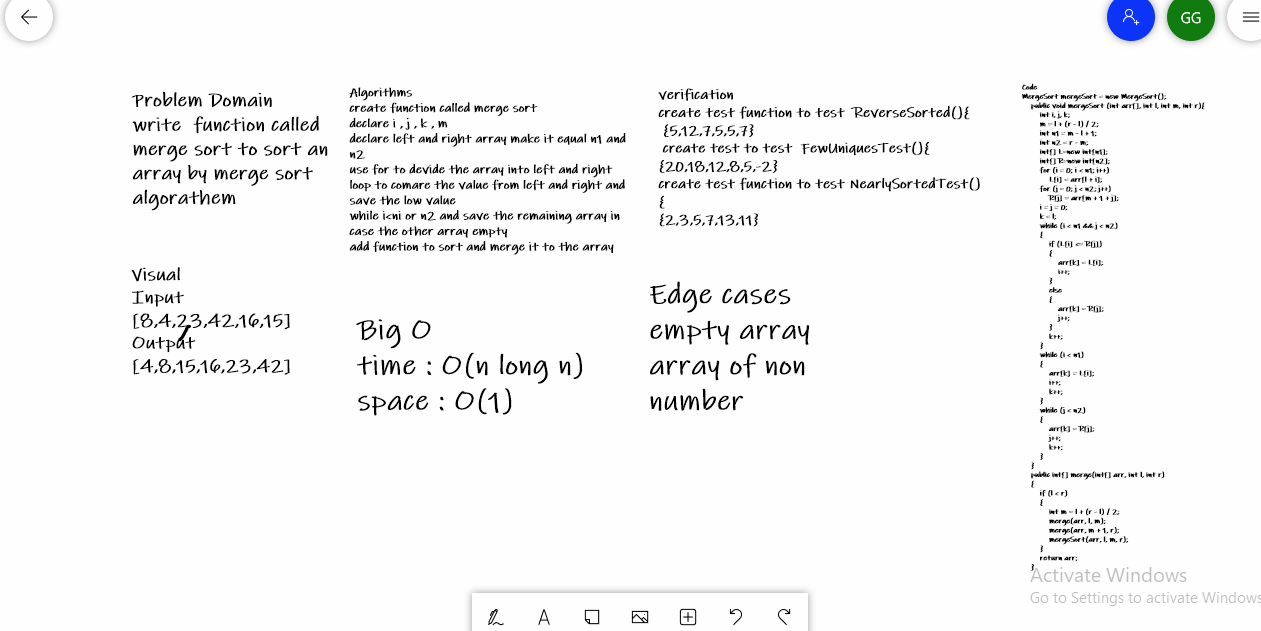 GG
Problem Domain
write function called
merge sort to sort an
array by merge sort
algorathem
Visual
Input
[8,4,23,42,16,15]
Output
[4,8,15,16,23,42]
Algorithms
create function called merge sort
declare i , j , k , m
declare left and right array make it equal n1 and
n2
use for to devide the array into left and right
loop to comare the value from left and right and
save the low value
while i<ni or n2 and save the remaining array in
case the other array empty
add function to sort and merge it to the array
Big O
time : O(n long n)
space : O(1)
verification
create test function to test ReverseSorted(){
{5,12,7,5,5,7}
create test to test FewUniquesTest(){
{20,18,12,8,5,-2}
create test function to test NearlySortedTest()
{
{2,3,5,7,13,11}
Edge cases
empty array
array of non
number
Code
MergeSort mergeSort = new MergeSort();
public void mergeSort (int arr[], int l, int m, int r){
int i, j, k;
m = l + (r - l) / 2;
int n1 = m - l + 1;
int n2 = r - m;
int[] L=new int[n1];
int[] R=new int[n2];
for (i = 0; i < n1; i++)
L[i] = arr[l + i];
for (j = 0; j < n2; j++)
R[j] = arr[m + 1 + j];
i = j = 0;
k = l;
while (i < n1 && j < n2)
{
if (L[i] <= R[j])
{
arr[k] = L[i];
i++;
}
else
{
arr[k] = R[j];
j++;
}
k++;
}
while (i < n1)
{
arr[k] = L[i];
i++;
k++;
}
while (j < n2)
{
arr[k] = R[j];
j++;
k++;
}
}
public int[] merge(int[] arr, int l, int r)
{
if (l < r)
{
int m = l + (r - l) / 2;
merge(arr, l, m);
merge(arr, m + 1, r);
mergeSort(arr, l, m, r);
}
return arr;
}
Activate Windows
Go to Settings to activate Windows
A